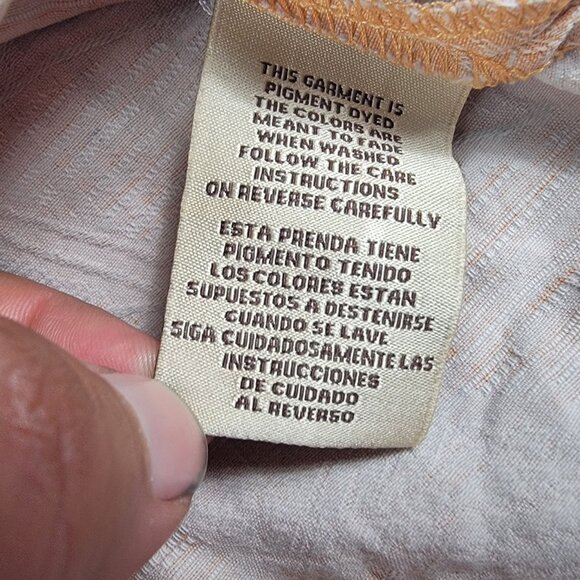 THIS GARMENT IS
PIGMENT DYED
THE COLORS ARE
MEANT TO FADE
WHEN WASHED
FOLLOW THE CARE
INSTRUCTIONS
ON REVERSE CAREFULLY
ESTA PRENDA TIENE
PIGMENTO TENIDO
LOS COLORES ESTAN
SUPUESTOS A DESTENIRSE
CUANDO SE LAVE
SIGA CUIDADOSAMENTE LAS
INSTRUCCIONES
DE CUIDADO
AL REVERSO